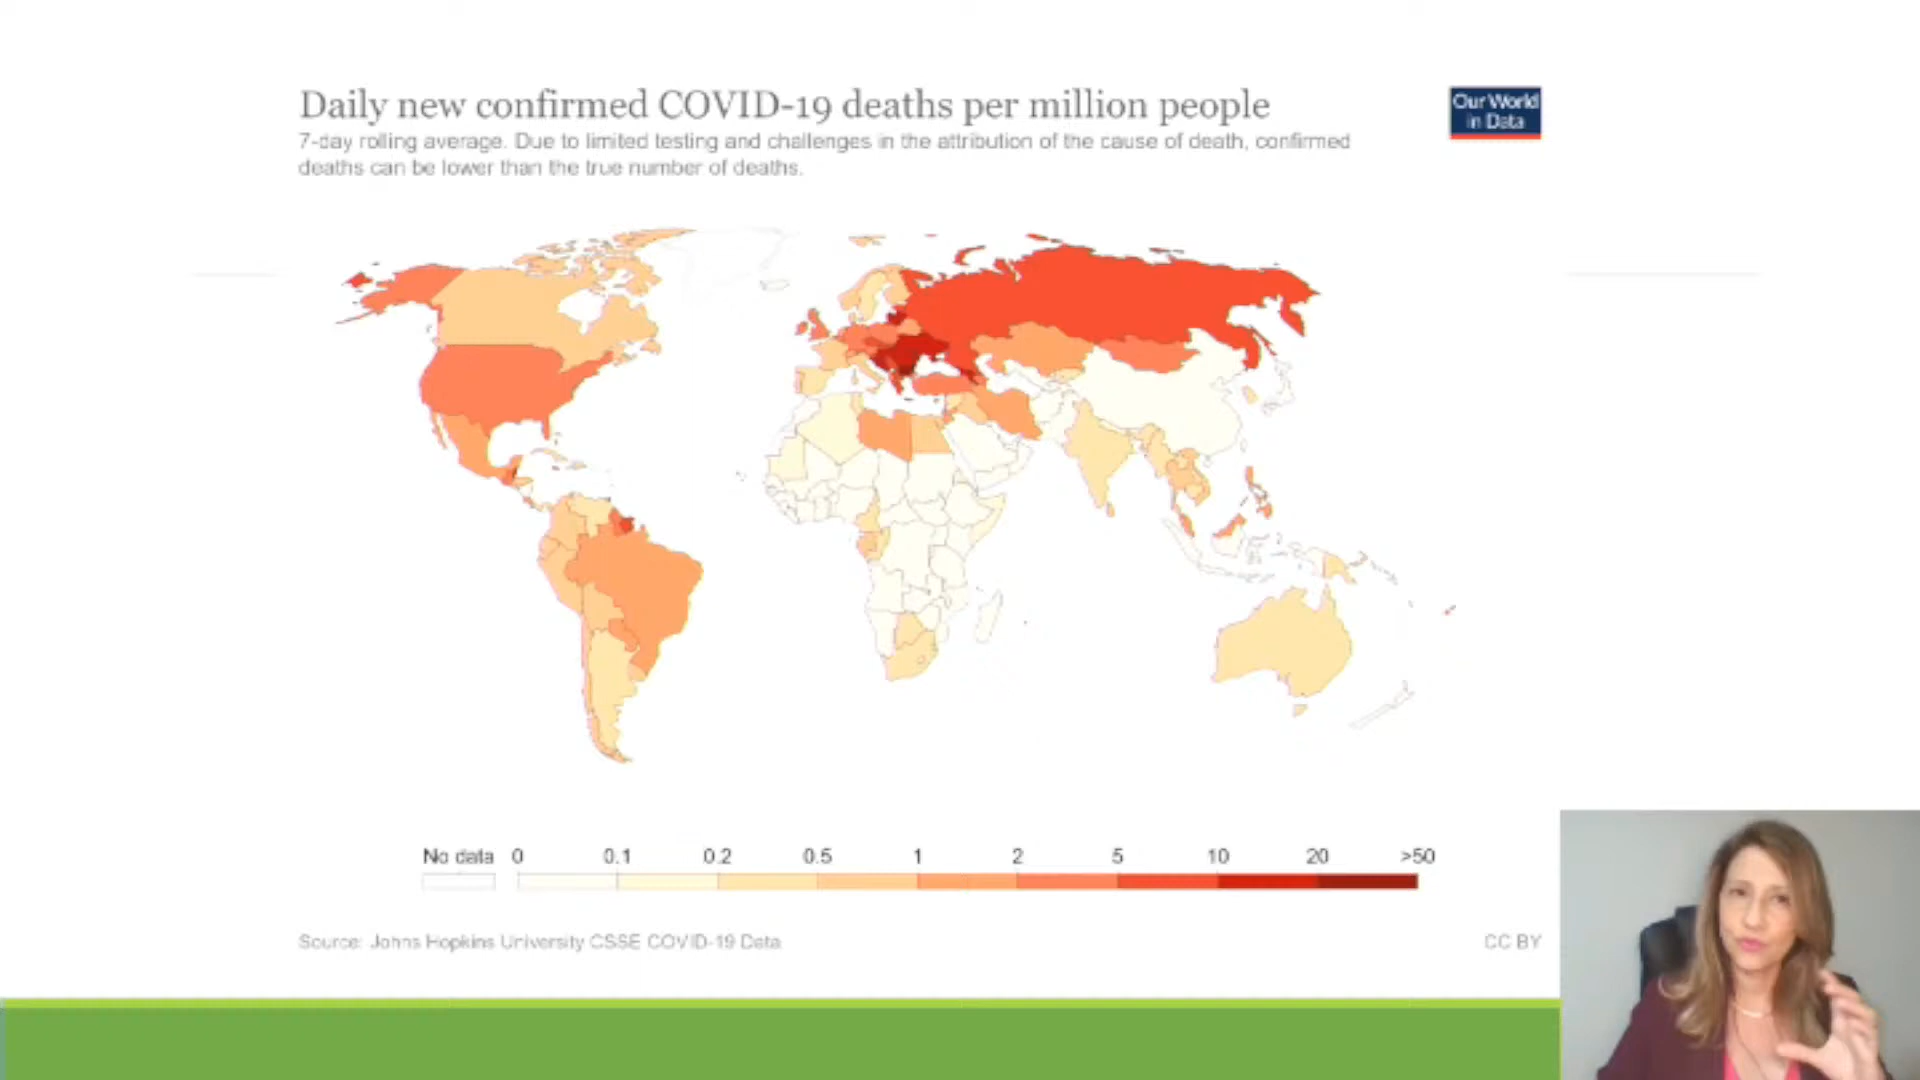 Daily new confirmed COVID-19 deaths per million people
Our World
in Data
7-day rolling average. Due to limited testing and challenges in the attribution of the cause of death, confirmed
deaths can be lower than the true number of deaths.
No data 0 0.1 0.2 0.5 1 2 5 10 20 >50
Source: Johns Hopkins University CSSE COVID-19 Data
CC BY